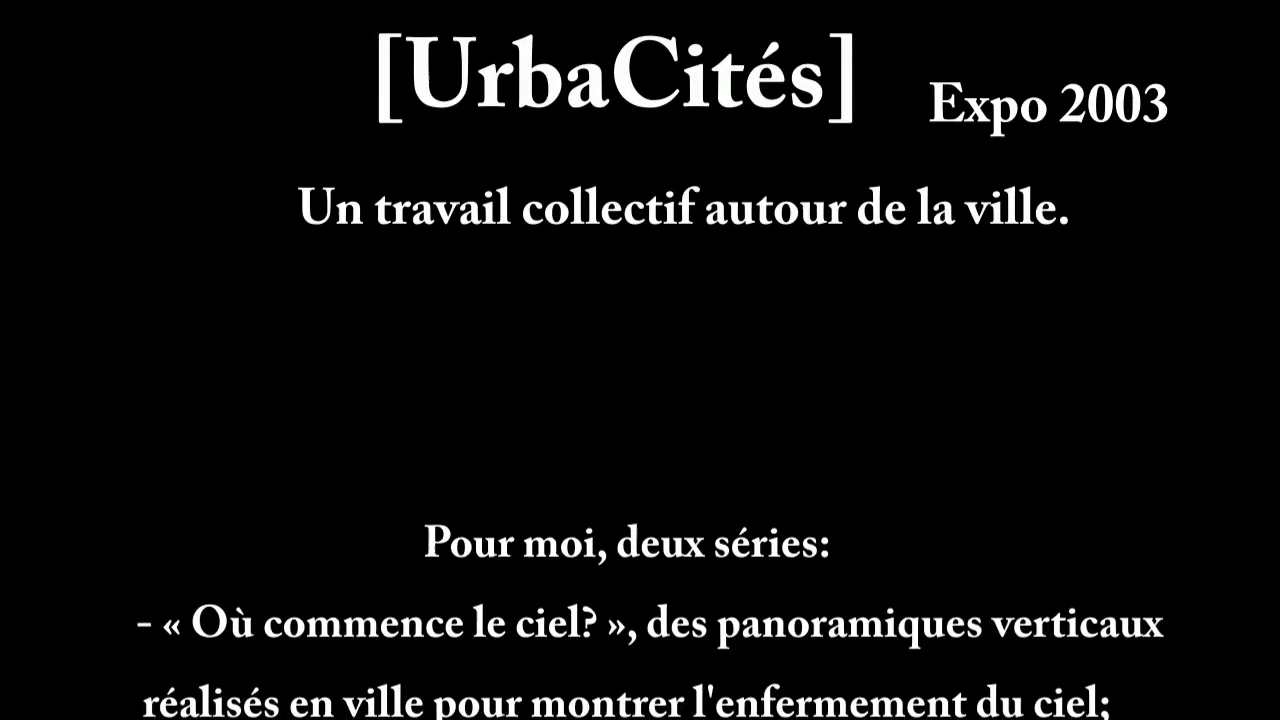 [UrbaCités] Expo 2003
Un travail collectif autour de la ville.
Pour moi, deux séries:
- « Où commence le ciel? », des panoramiques verticaux
réalisés en ville pour montrer l'enfermement du ciel;